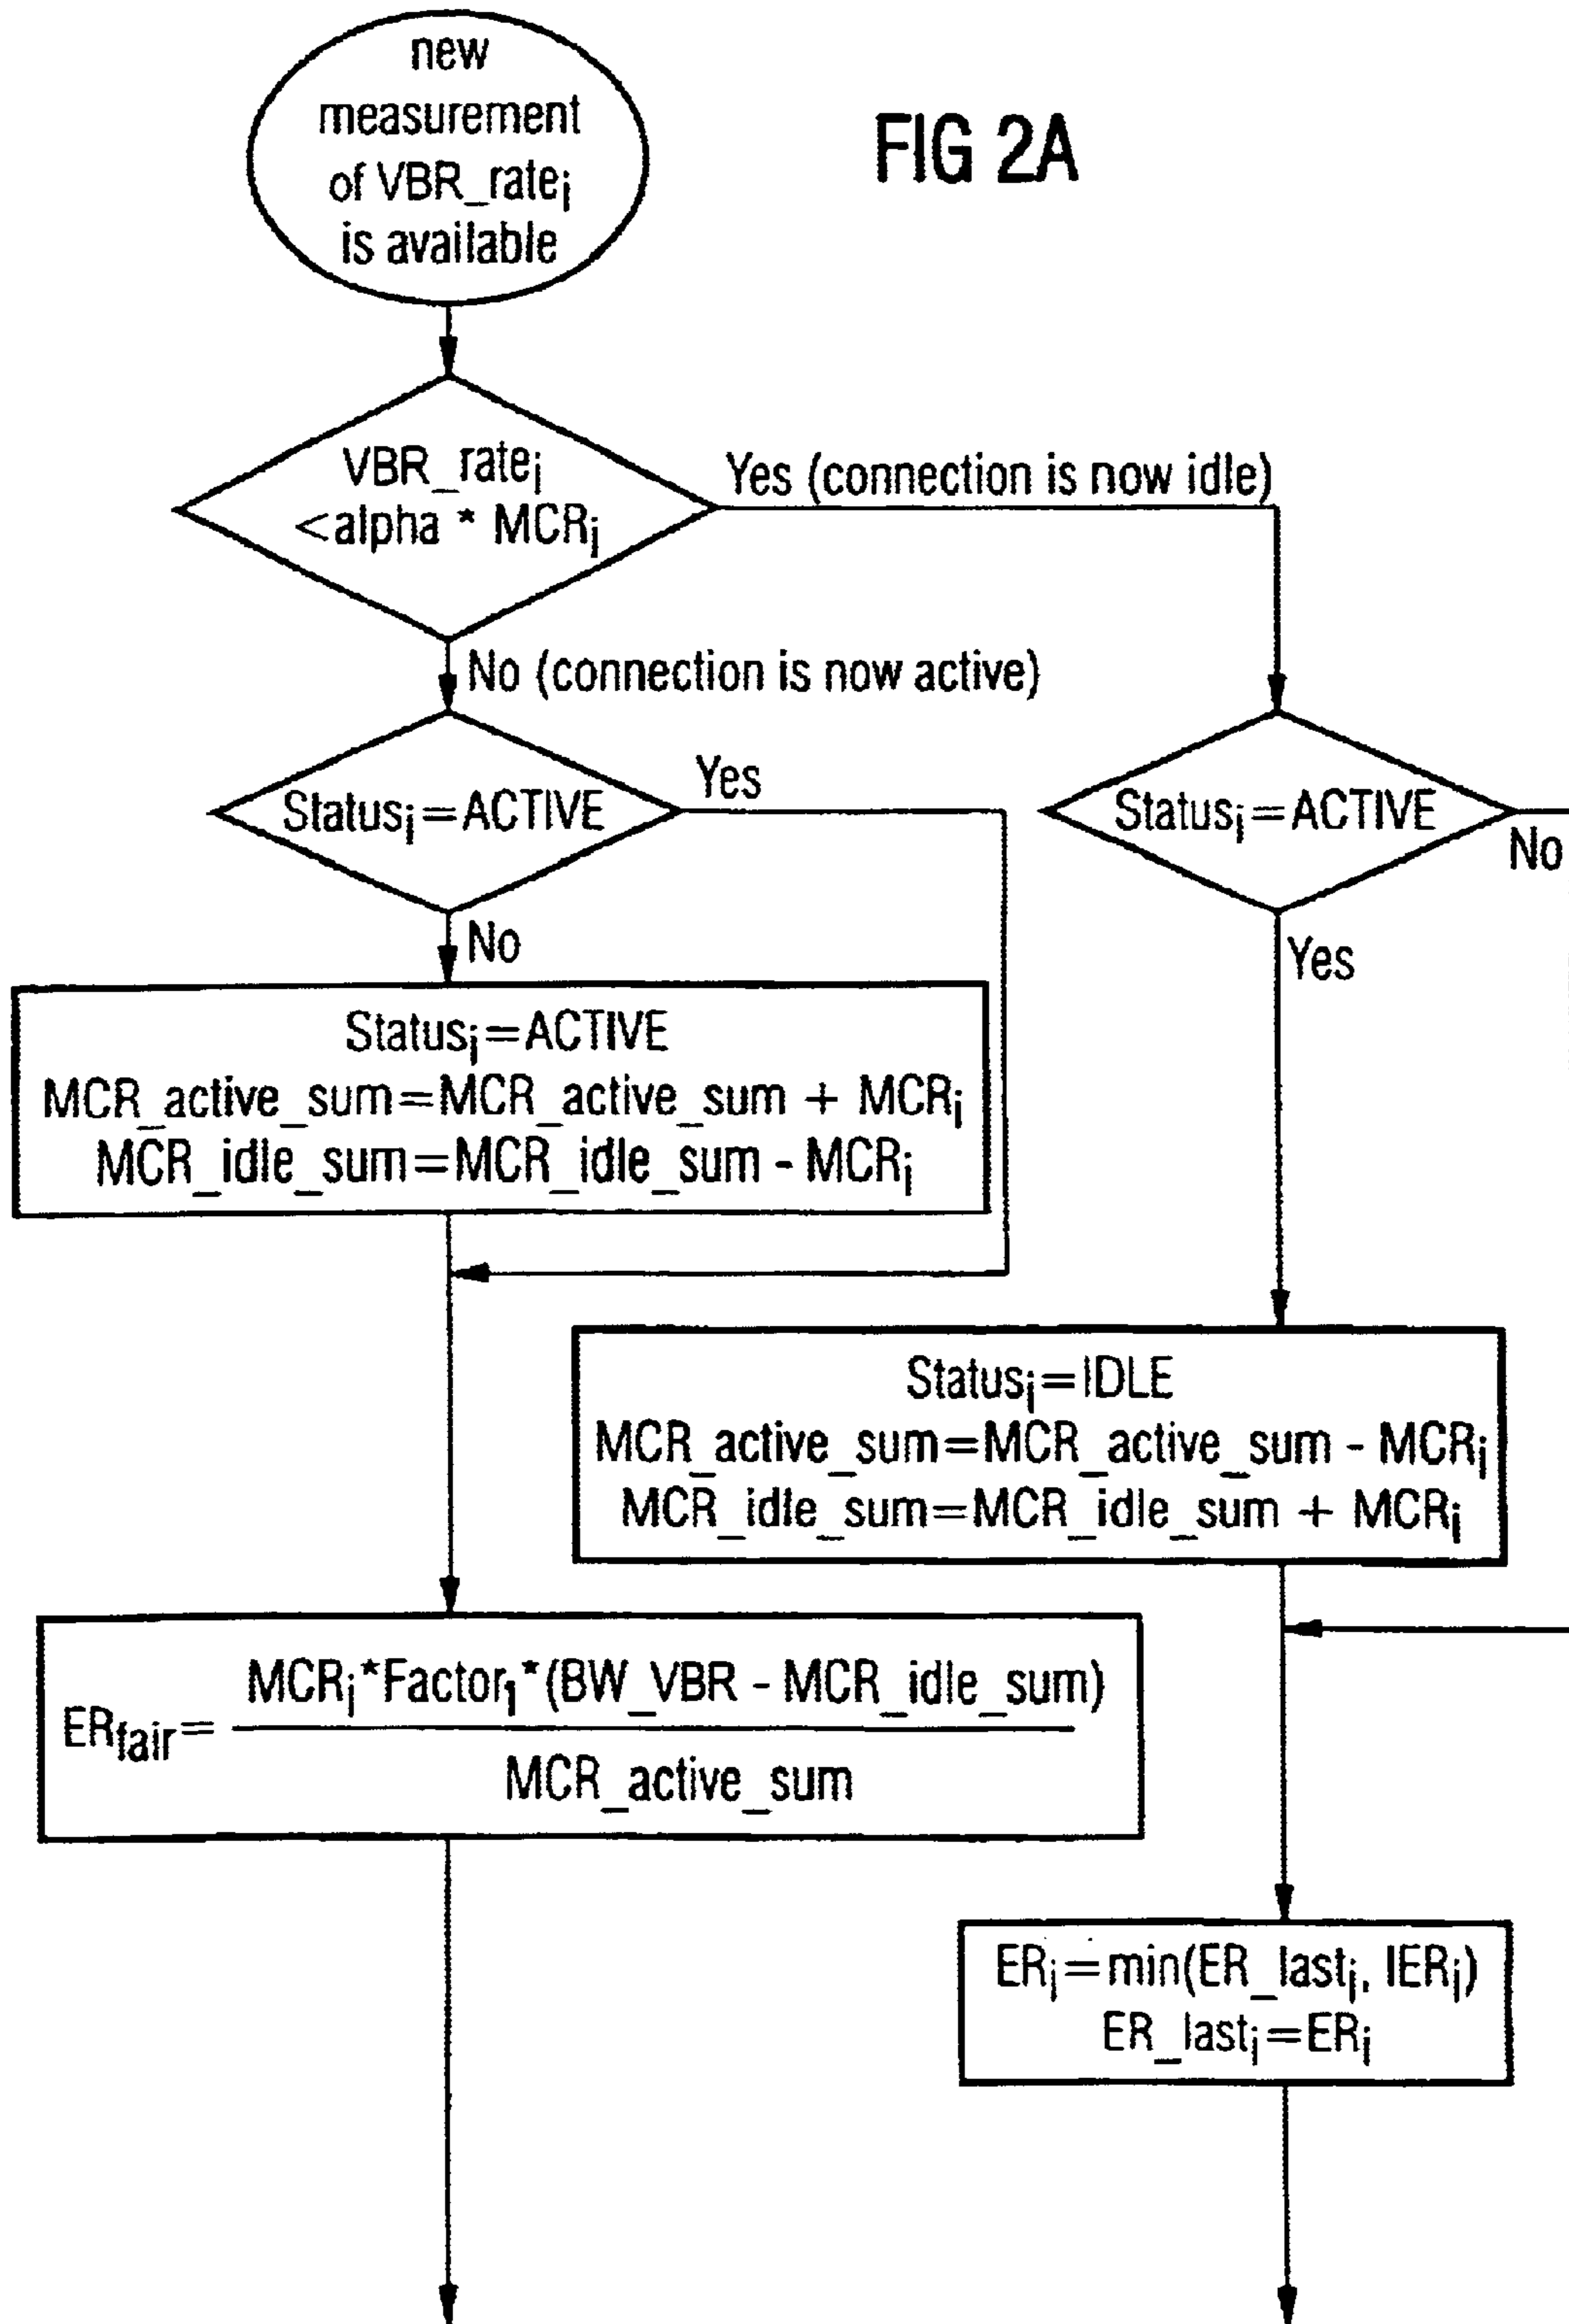 new
measurement
of VBR_rateᵢ
is available
FIG 2A
VBR_rateᵢ
<alpha * MCRᵢ
Yes (connection is now idle)
No (connection is now active)
Statusᵢ=ACTIVE
Yes
Statusᵢ=ACTIVE
No
No
Yes
Statusᵢ=ACTIVE
MCR_active_sum=MCR_active_sum + MCRᵢ
MCR_idle_sum=MCR_idle_sum - MCRᵢ
Statusᵢ=IDLE
MCR_active_sum=MCR_active_sum - MCRᵢ
MCR_idle_sum=MCR_idle_sum + MCRᵢ
MCRᵢ*Factor₁*(BW_VBR - MCR_idle_sum)
ERfair=
MCR_active_sum
ERᵢ=min(ER_lastᵢ, IERᵢ)
ER_lastᵢ=ERᵢ